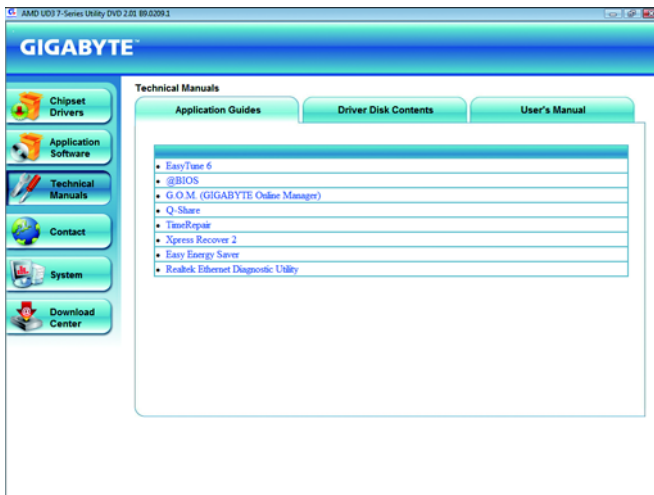 AMD UD3 7-Series Utility DVD 2.01 B9.0209.1
GIGABYTE™
Chipset
Drivers
Application
Software
Technical
Manuals
Contact
System
Download
Center
Technical Manuals
Application Guides
Driver Disk Contents
User's Manual
• EasyTune 6
• @BIOS
• G.O.M. (GIGABYTE Online Manager)
• Q-Share
• TimeRepair
• Xpress Recover 2
• Easy Energy Saver
• Realtek Ethernet Diagnostic Utility